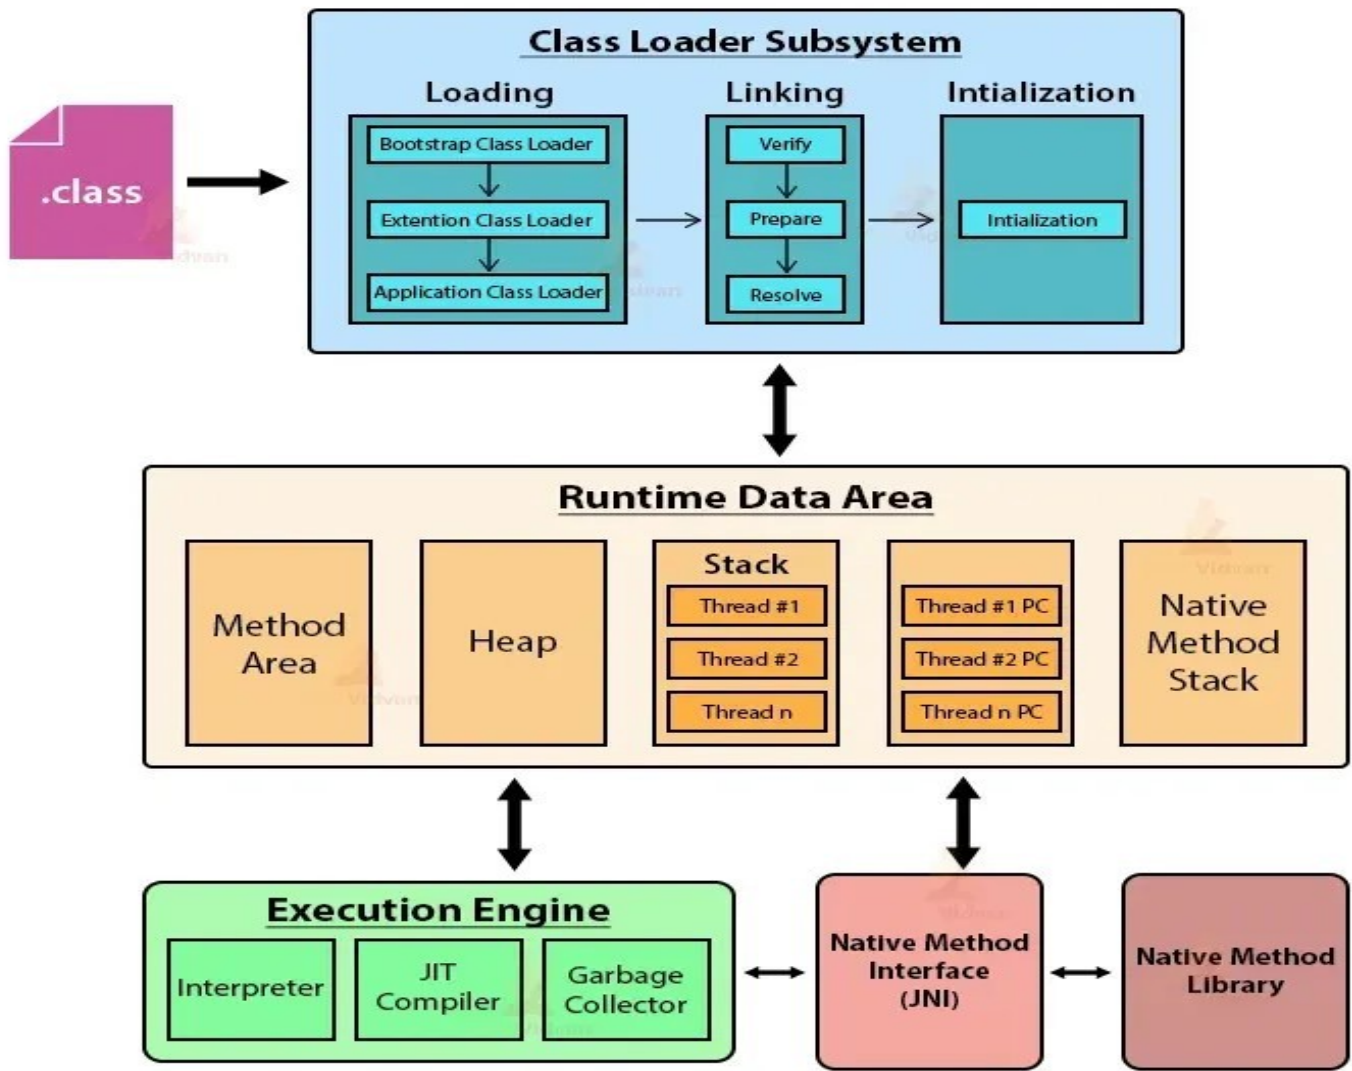 Class Loader Subsystem
Loading
Linking
Intialization
.class
Bootstrap Class Loader
Extention Class Loader
Application Class Loader
Verify
Prepare
Resolve
Intialization
Runtime Data Area
Method
Area
Heap
Stack
Thread #1
Thread #2
Thread n
Thread #1 PC
Thread #2 PC
Thread n PC
Native
Method
Stack
Execution Engine
Interpreter
JIT
Compiler
Garbage
Collector
Native Method
Interface
(JNI)
Native Method
Library